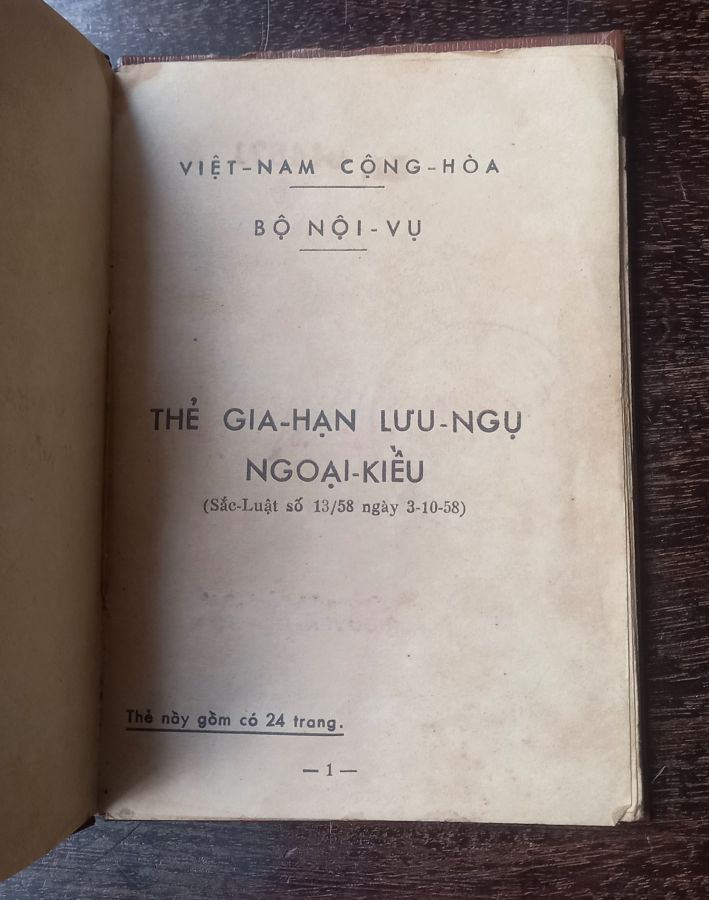 VIỆT-NAM CỘNG-HÒA
BỘ NỘI-VỤ
THẺ GIA-HẠN LƯU-NGỤ
NGOẠI-KIỀU
(Sắc-Luật số 13/58 ngày 3-10-58)
Thẻ nầy gồm có 24 trang.
— 1 —